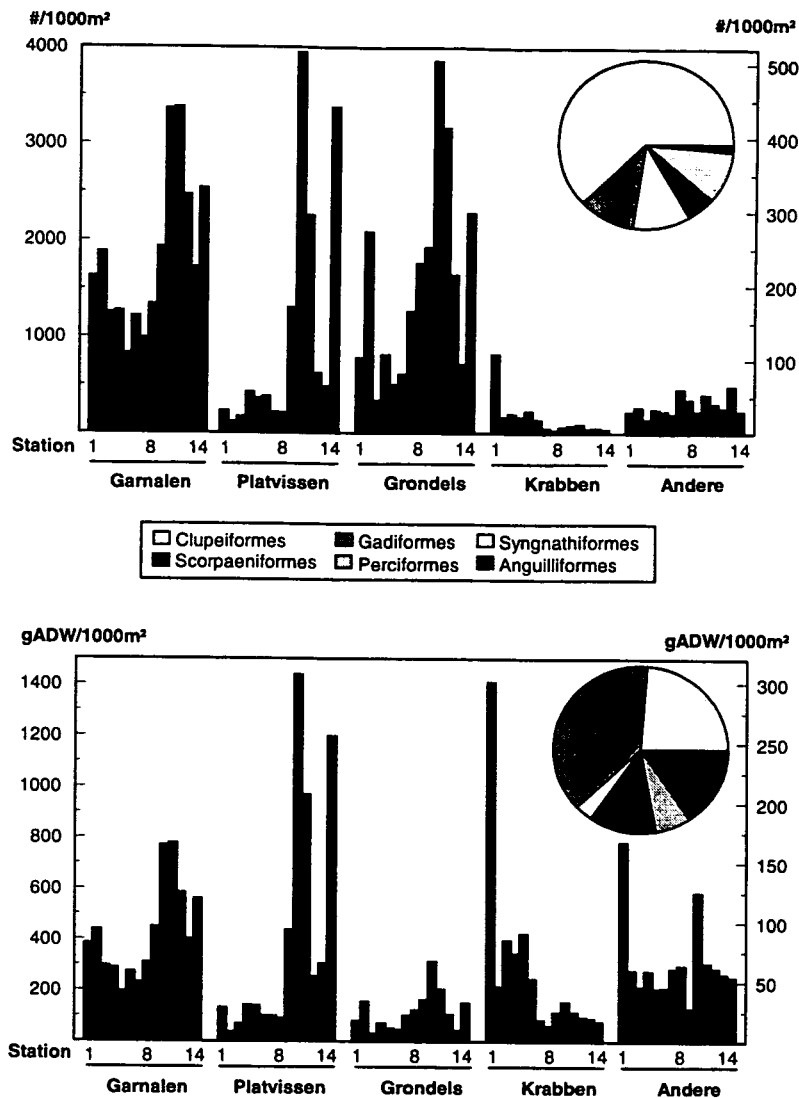 #/1000m² #/1000m²
4000
500
3000
400
300
2000
200
1000
100
Station 1 8 14 1 8 14 1 8 14 1 8 14 1 8 14
Garnalen Platvissen Grondels Krabben Andere
Clupeiformes Gadiformes Syngnathiformes
Scorpaeniformes Perciformes Anguilliformes
gADW/1000m² gADW/1000m²
1400
300
1200
250
1000
200
800
150
600
100
400
50
200
Station 1 8 14 1 8 14 1 8 14 1 8 14 1 8 14
Garnalen Platvissen Grondels Krabben Andere